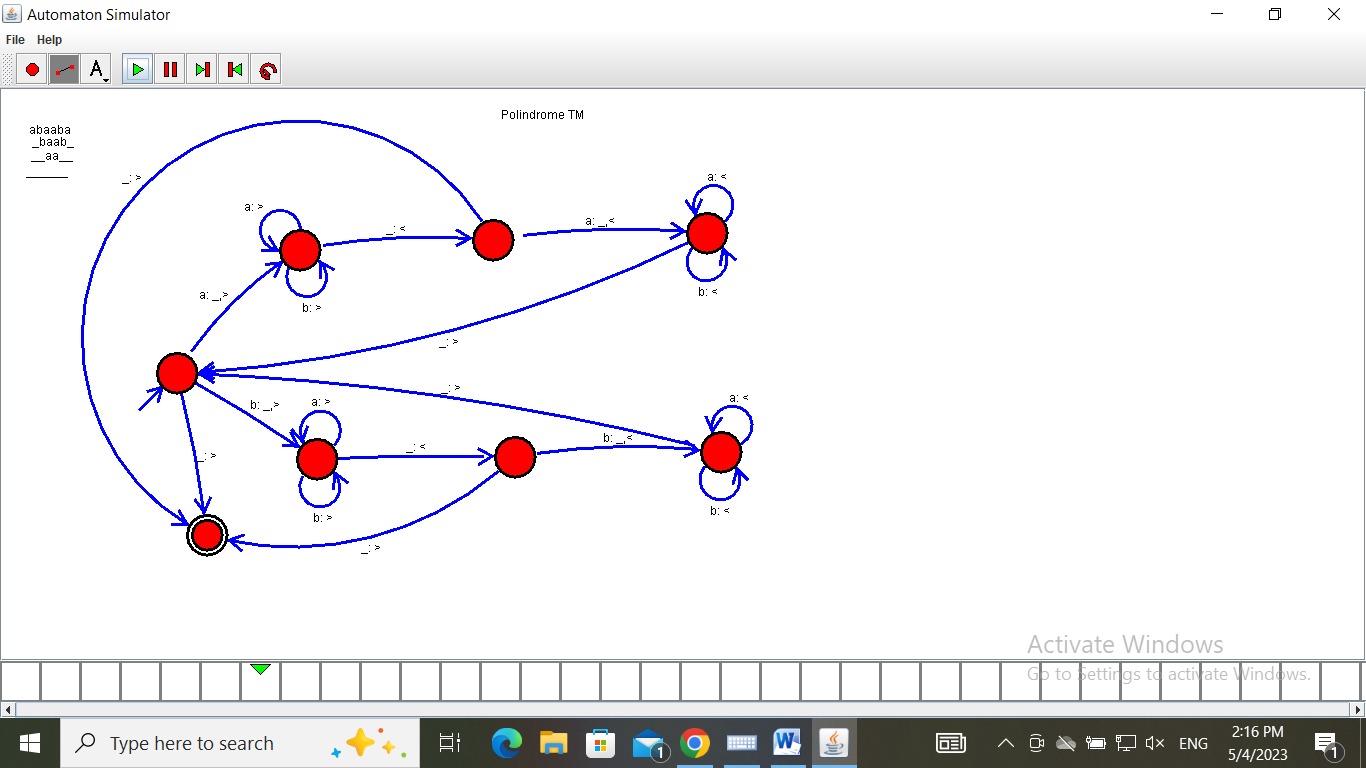 Automaton Simulator
File Help
A
Polindrome TM
abaaba
_baab_
__aa__
______
_: >
a: >
_: <
a: _,<
a: <
b: <
a: _,>
b: >
_: >
_: >
b: _,>
a: >
_: <
b: _,<
a: <
_: >
b: >
b: <
_: >
Activate Windows
Go to Settings to activate Windows.
Type here to search
1
W
ENG
2:16 PM
5/4/2023
1